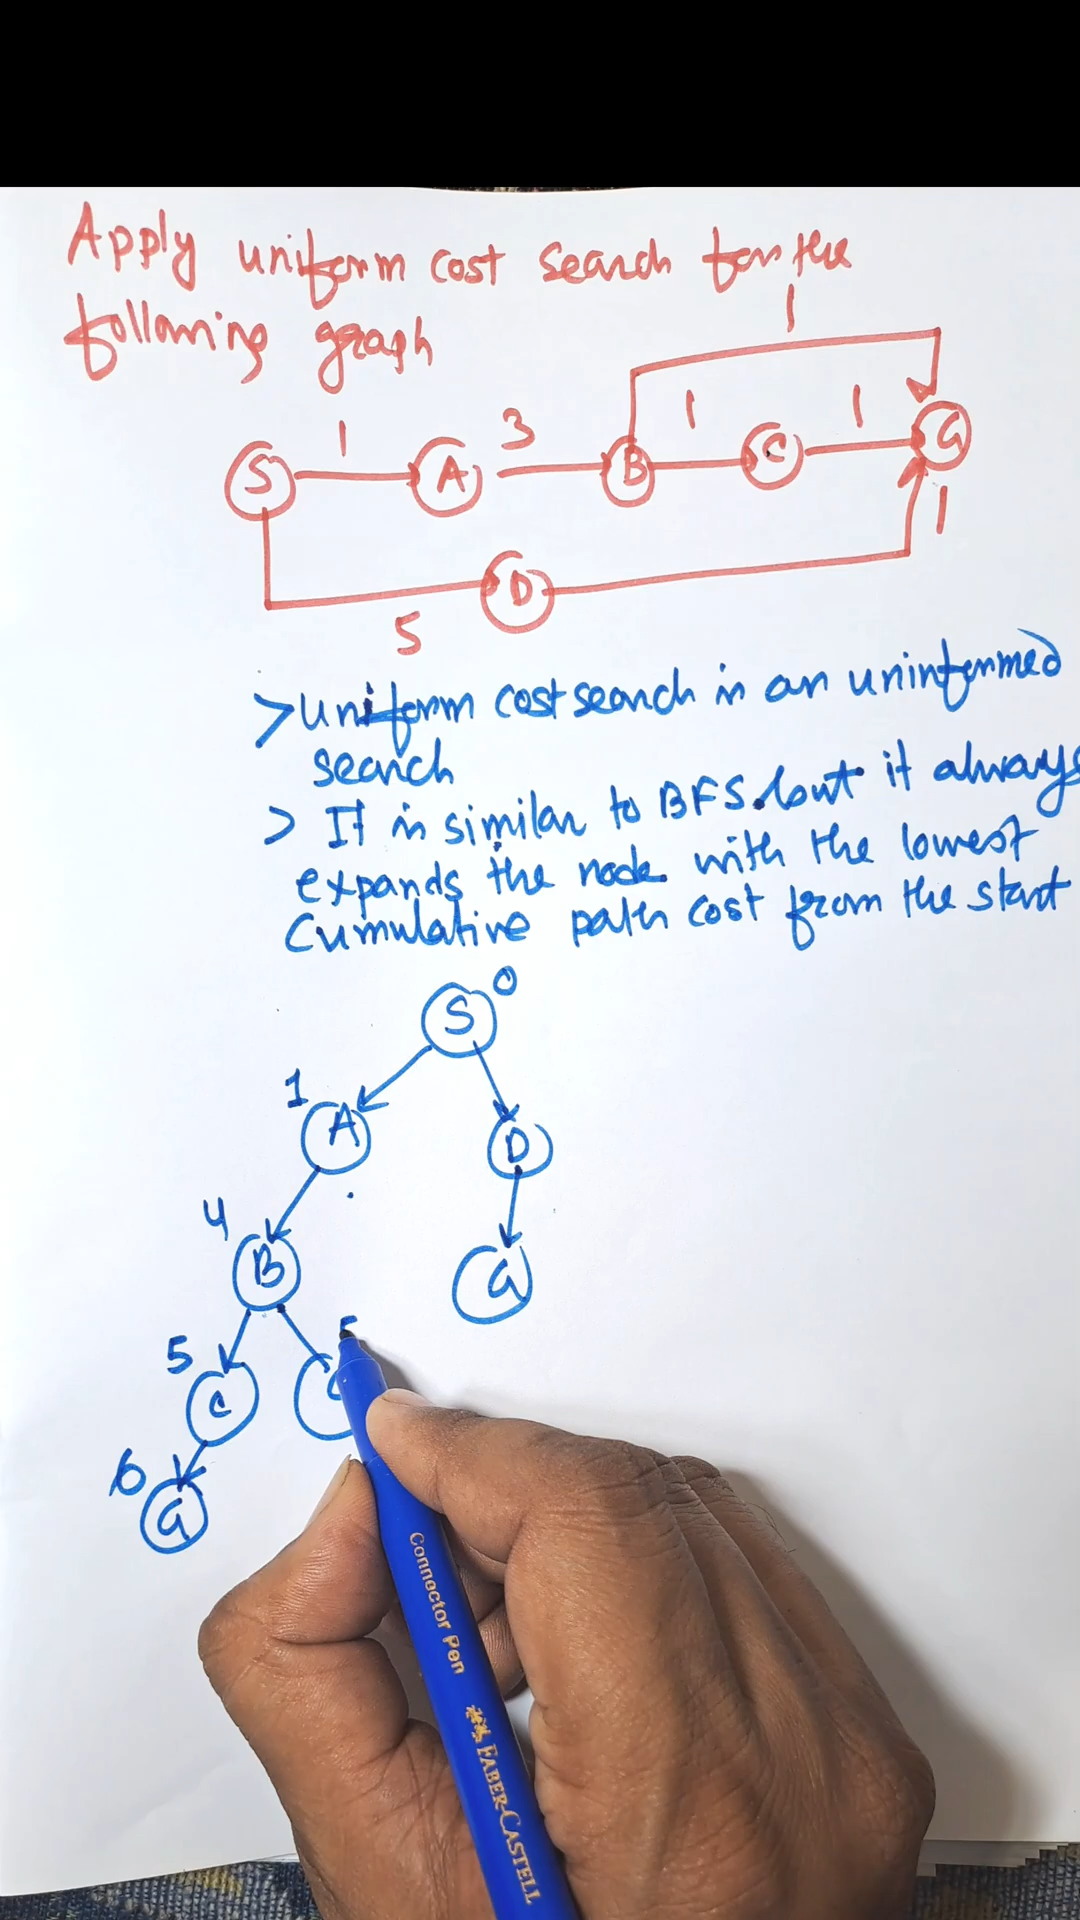 Apply uniform cost search for the
following graph
1
1
3
1
1
S
A
B
C
G
1
D
5
> Uniform cost search is an uninformed
search
> It is similar to BFS. but it always
expands the node with the lowest
Cumulative path cost from the start
S 0
1 A
D
4 B
G
5 C
5
6 G
Connector Pen
FABER-CASTELL